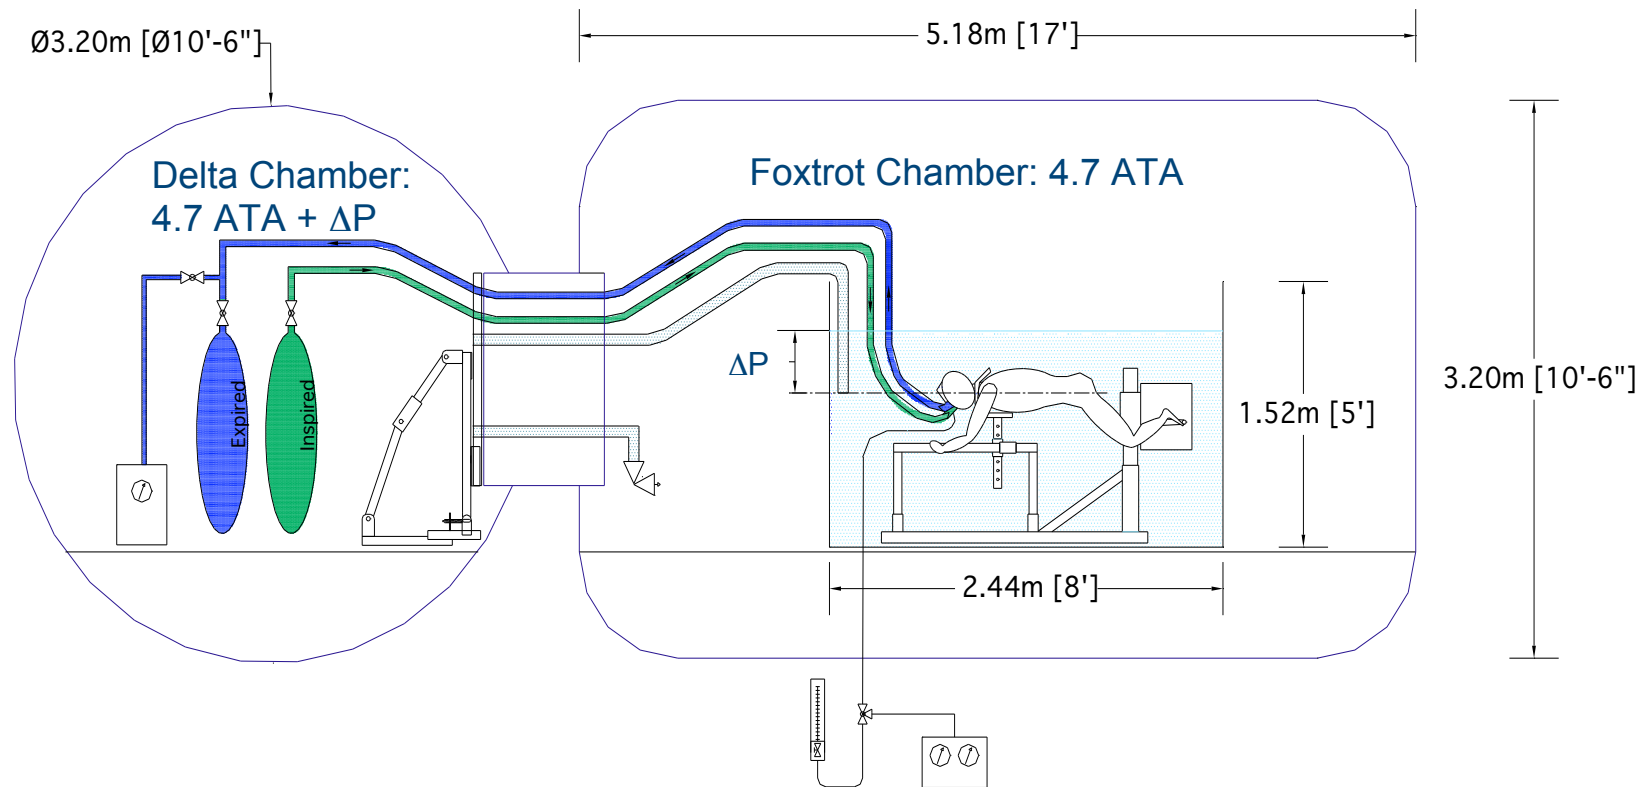 Ø3.20m [Ø10'-6"]
5.18m [17']
Delta Chamber:
4.7 ATA + ΔP
Foxtrot Chamber: 4.7 ATA
ΔP
Expired
Inspired
1.52m [5']
3.20m [10'-6"]
2.44m [8']